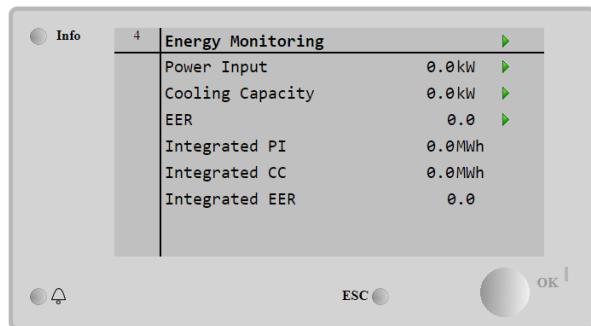 Info
4 Energy Monitoring
Power Input 0.0kW
Cooling Capacity 0.0kW
EER 0.0
Integrated PI 0.0MWh
Integrated CC 0.0MWh
Integrated EER 0.0
ESC
OK